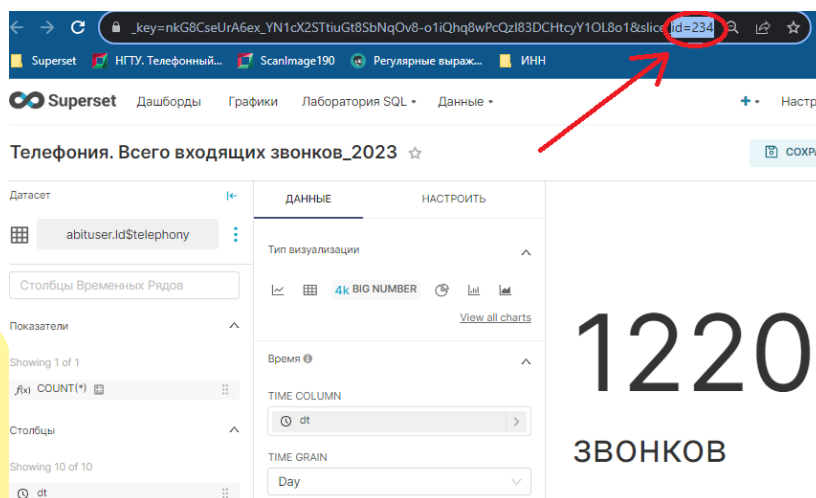 _key=nkG8CseUrA6ex_YN1cX2STtiuGt8SbNqOv8-o1iQhq8wPcQzl83DCHtcyY1OL8o1&slice_id=234
Superset НГТУ. Телефонный... ScanImage190 Регулярные выраж... ИНН
Superset Дашборды Графики Лаборатория SQL Данные + Настр
Телефония. Всего входящих звонков_2023 СОХРА
Датасет
abituser.ld$telephony
Столбцы Временных Рядов
Показатели
Showing 1 of 1
f(x) COUNT(*)
Столбцы
Showing 10 of 10
dt
ДАННЫЕ НАСТРОИТЬ
Тип визуализации
4k BIG NUMBER
View all charts
Время
TIME COLUMN
dt
TIME GRAIN
Day
1220
звонков